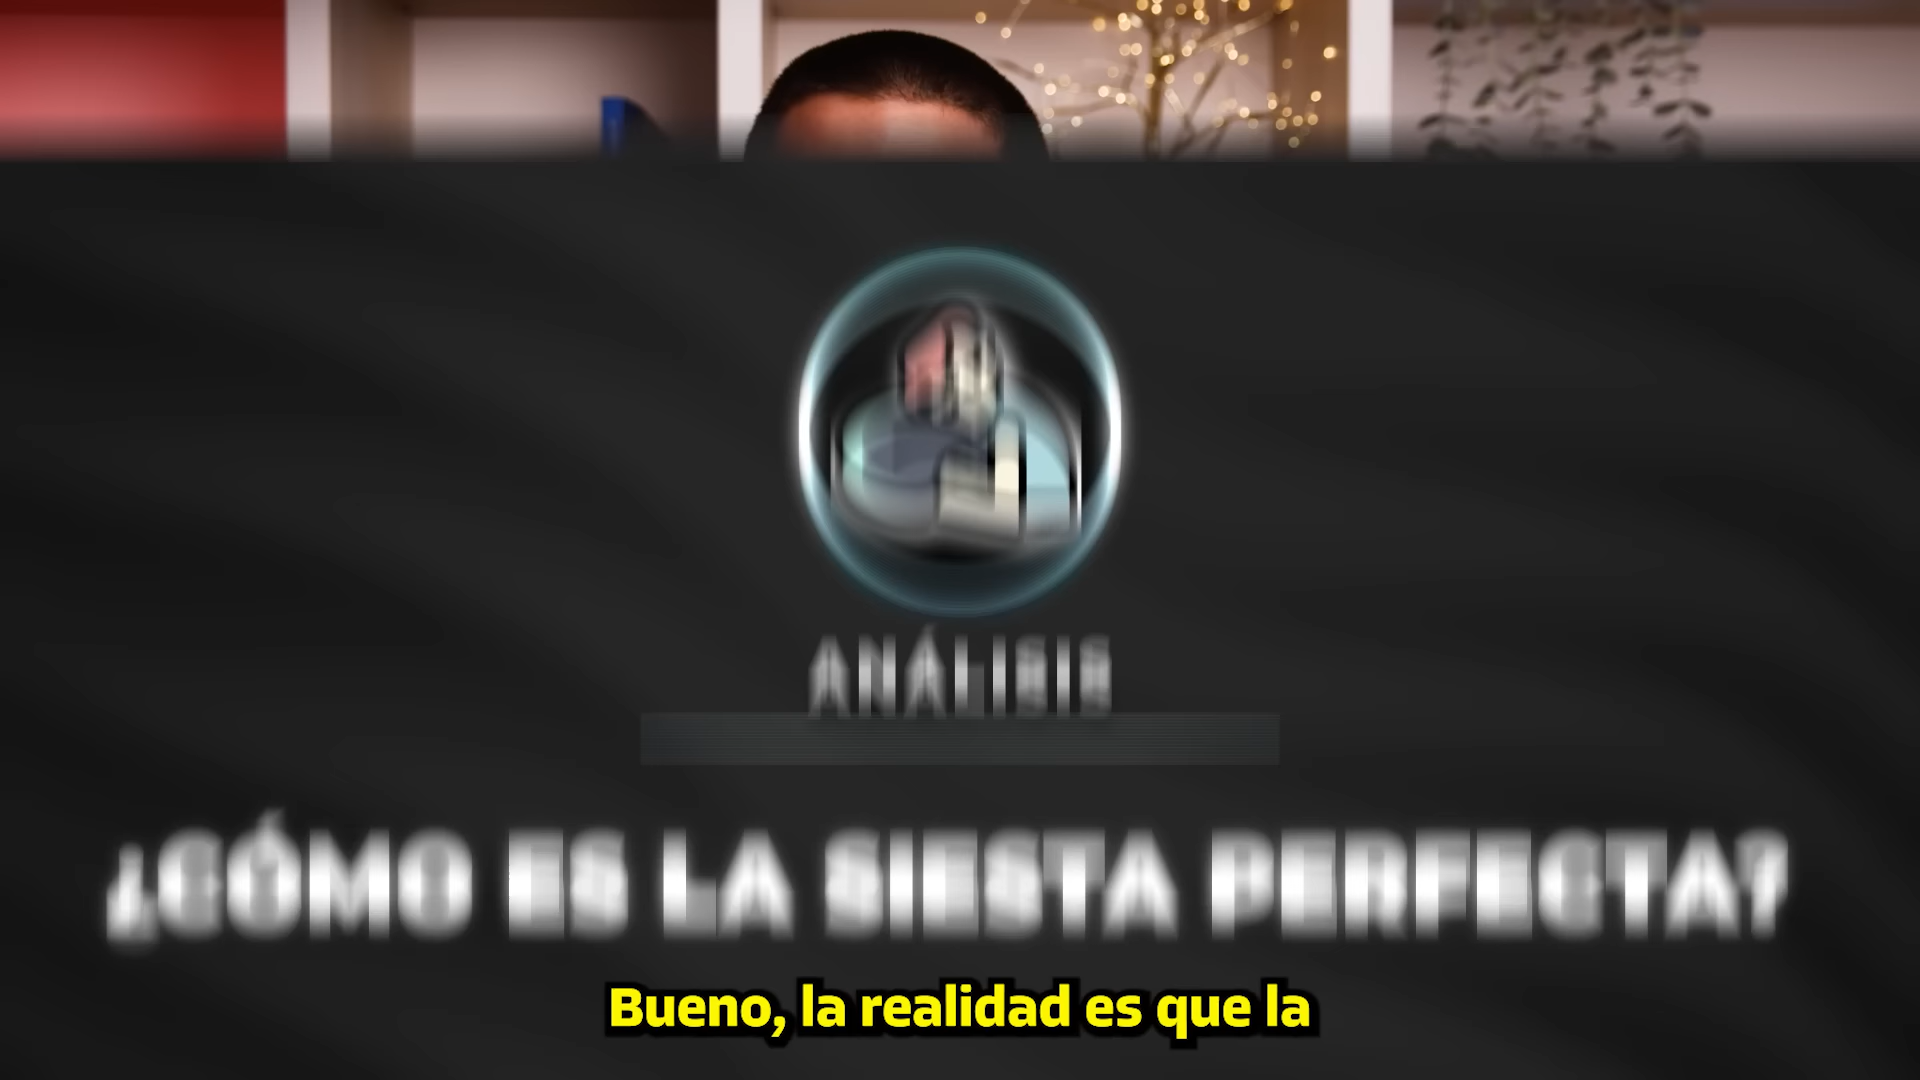 ANÁLISIS
¿CÓMO ES LA SIESTA PERFECTA?
Bueno, la realidad es que la